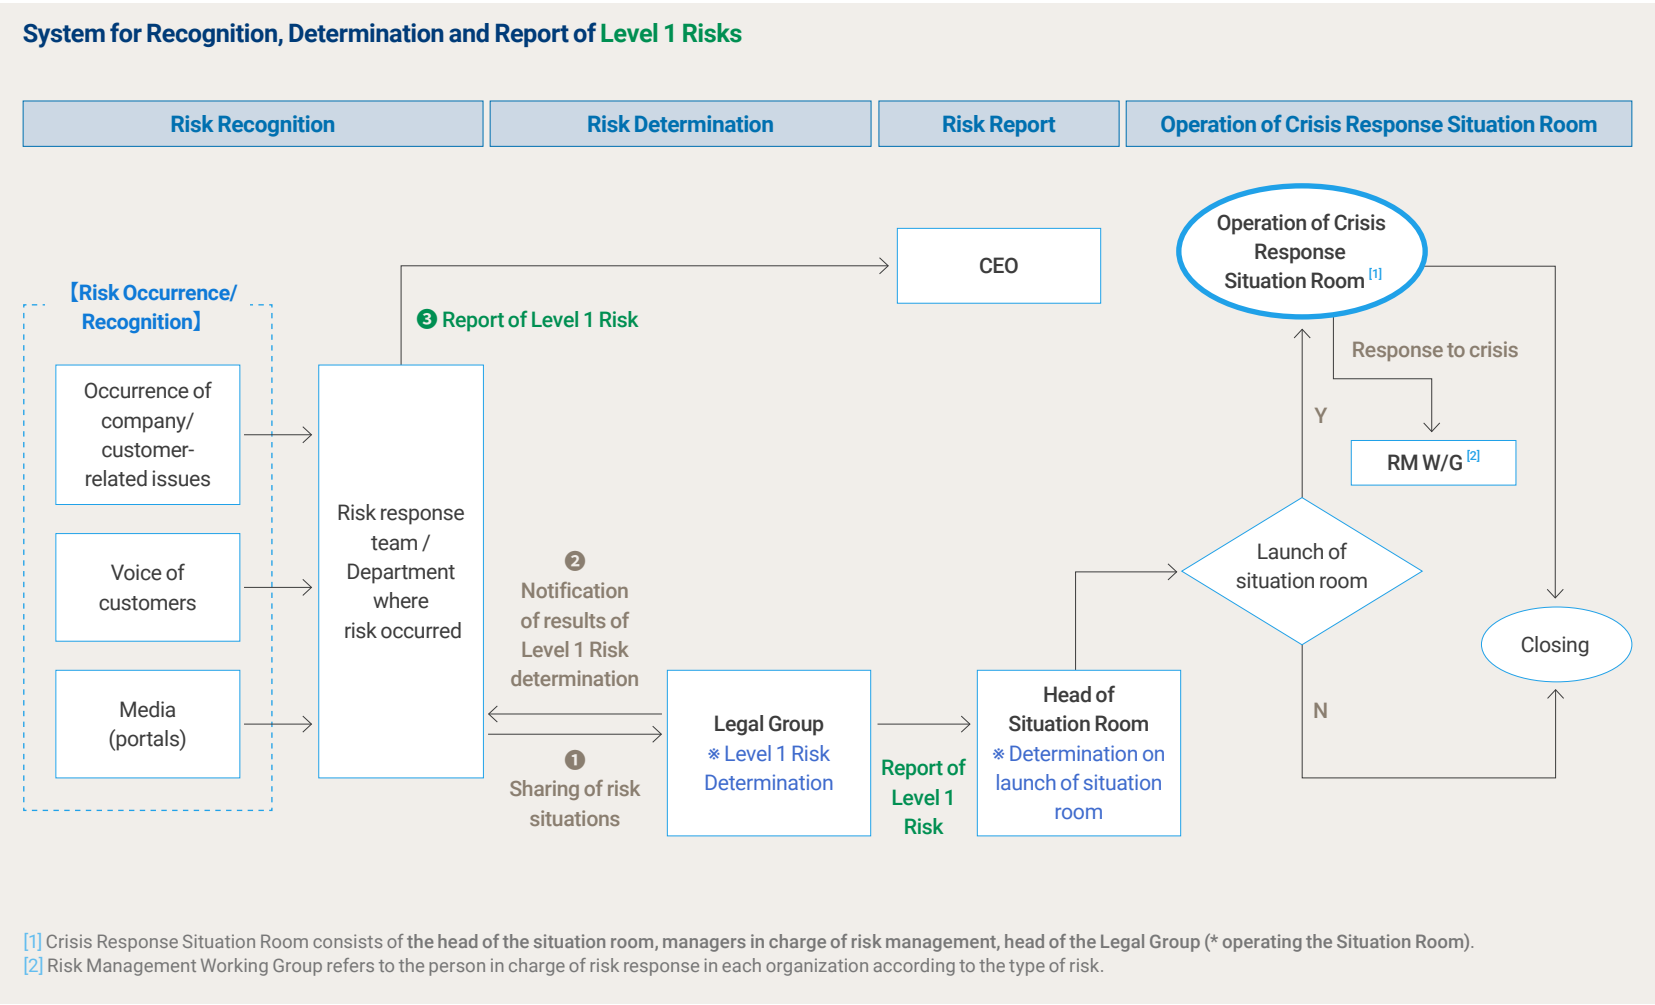 System for Recognition, Determination and Report of Level 1 Risks
Risk Recognition
Risk Determination
Risk Report
Operation of Crisis Response Situation Room
【Risk Occurrence/
Recognition】
Occurrence of
company/
customer-
related issues
Voice of
customers
Media
(portals)
Risk response
team /
Department
where
risk occurred
❸ Report of Level 1 Risk
CEO
❷
Notification
of results of
Level 1 Risk
determination
❶
Sharing of risk
situations
Legal Group
※ Level 1 Risk
Determination
Report of
Level 1
Risk
Head of
Situation Room
※ Determination on
launch of situation
room
Operation of Crisis
Response
Situation Room [1]
Response to crisis
Y
RM W/G [2]
Launch of
situation room
N
Closing
[1] Crisis Response Situation Room consists of the head of the situation room, managers in charge of risk management, head of the Legal Group (* operating the Situation Room).
[2] Risk Management Working Group refers to the person in charge of risk response in each organization according to the type of risk.